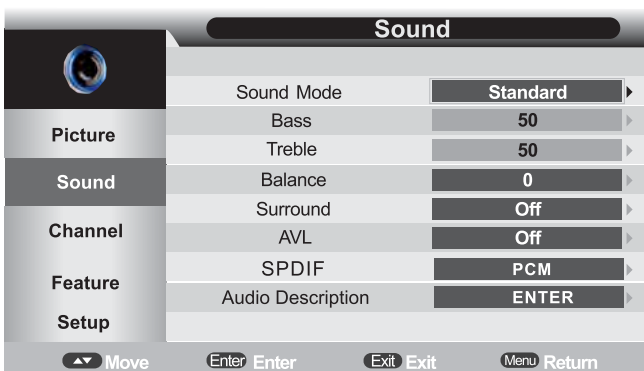 Sound
Sound Mode Standard
Bass 50
Treble 50
Balance 0
Surround Off
AVL Off
SPDIF PCM
Audio Description ENTER
Picture
Sound
Channel
Feature
Setup
Move Enter Enter Exit Exit Menu Return